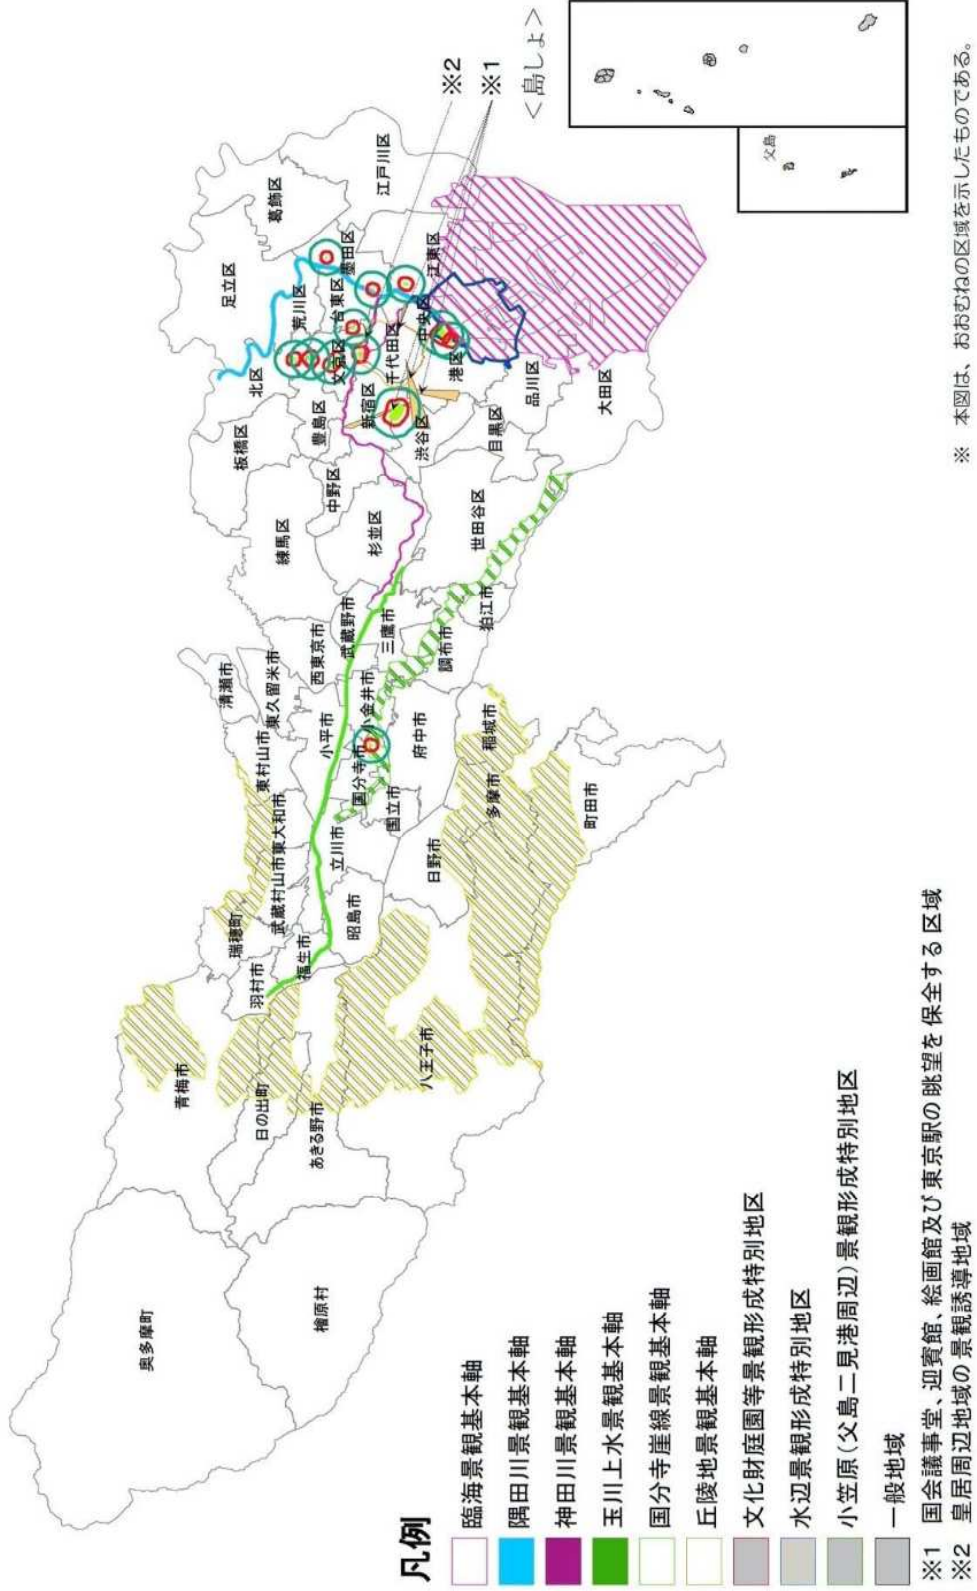 奥多摩町
檜原村
青梅市
日の出町
あきる野市
八王子市
羽村市
瑞穂町
福生市
昭島市
武蔵村山市
東大和市
立川市
日野市
東村山市
国分寺市
国立市
小平市
清瀬市
東久留米市
西東京市
小金井市
府中市
多摩市
稲城市
町田市
武蔵野市
三鷹市
調布市
狛江市
練馬区
杉並区
世田谷区
板橋区
中野区
豊島区
新宿区
渋谷区
目黒区
品川区
大田区
北区
文京区
千代田区
港区
足立区
荒川区
台東区
中央区
墨田区
江東区
葛飾区
江戸川区
※2
※1
<島しょ>
父島
凡例
臨海景観基本軸
隅田川景観基本軸
神田川景観基本軸
玉川上水景観基本軸
国分寺崖線景観基本軸
丘陵地景観基本軸
文化財庭園等景観形成特別地区
水辺景観形成特別地区
小笠原(父島二見港周辺)景観形成特別地区
一般地域
※1 国会議事堂、迎賓館、絵画館及び東京駅の眺望を保全する区域
※2 皇居周辺地域の景観誘導地域
※ 本図は、おおむねの区域を示したものである。